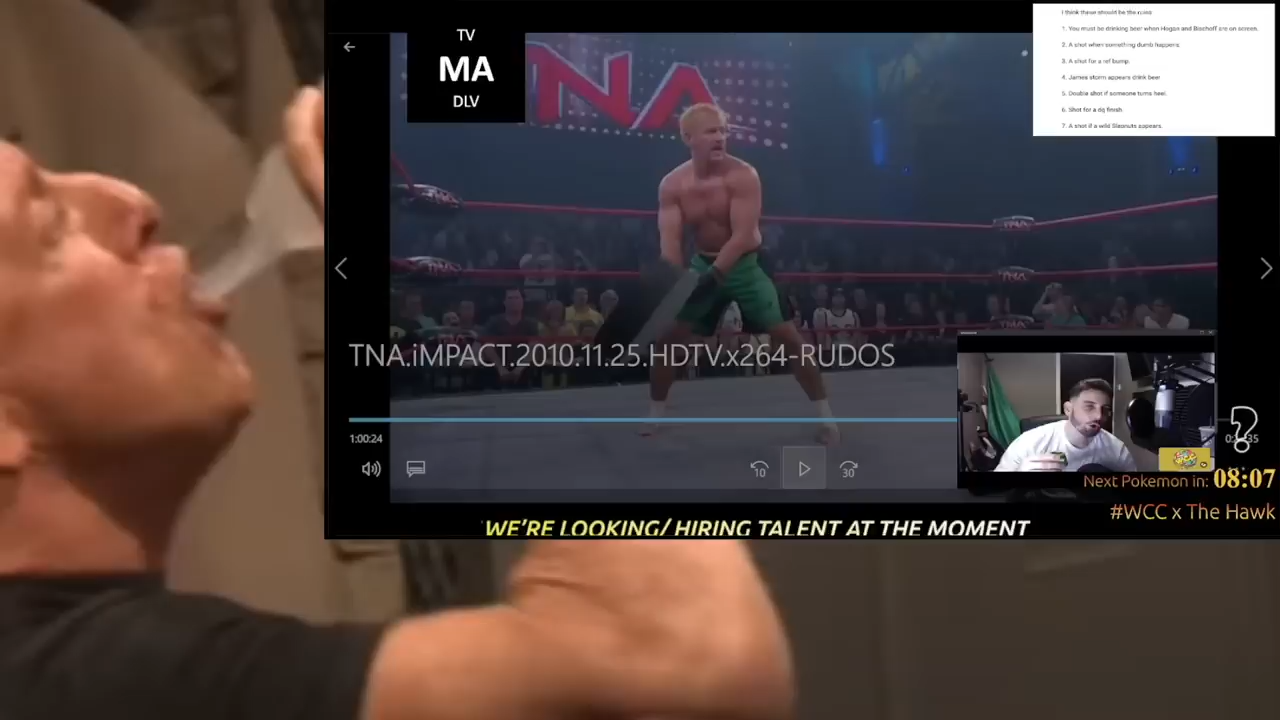 TV
MA
DLV
TNA
I think these should be the rules
1. You must be drinking beer when Hogan and Bischoff are on screen.
2. A shot when something dumb happens.
3. A shot for a ref bump.
4. James storm appears drink beer
5. Double shot if someone turns heel.
6. Shot for a dq finish.
7. A shot if a wild Slapnuts appears.
TNA.iMPACT.2010.11.25.HDTV.x264-RUDOS
1:00:24
10
30
Next Pokemon in: 08:07
#WCC x The Hawk
WE'RE LOOKING/ HIRING TALENT AT THE MOMENT